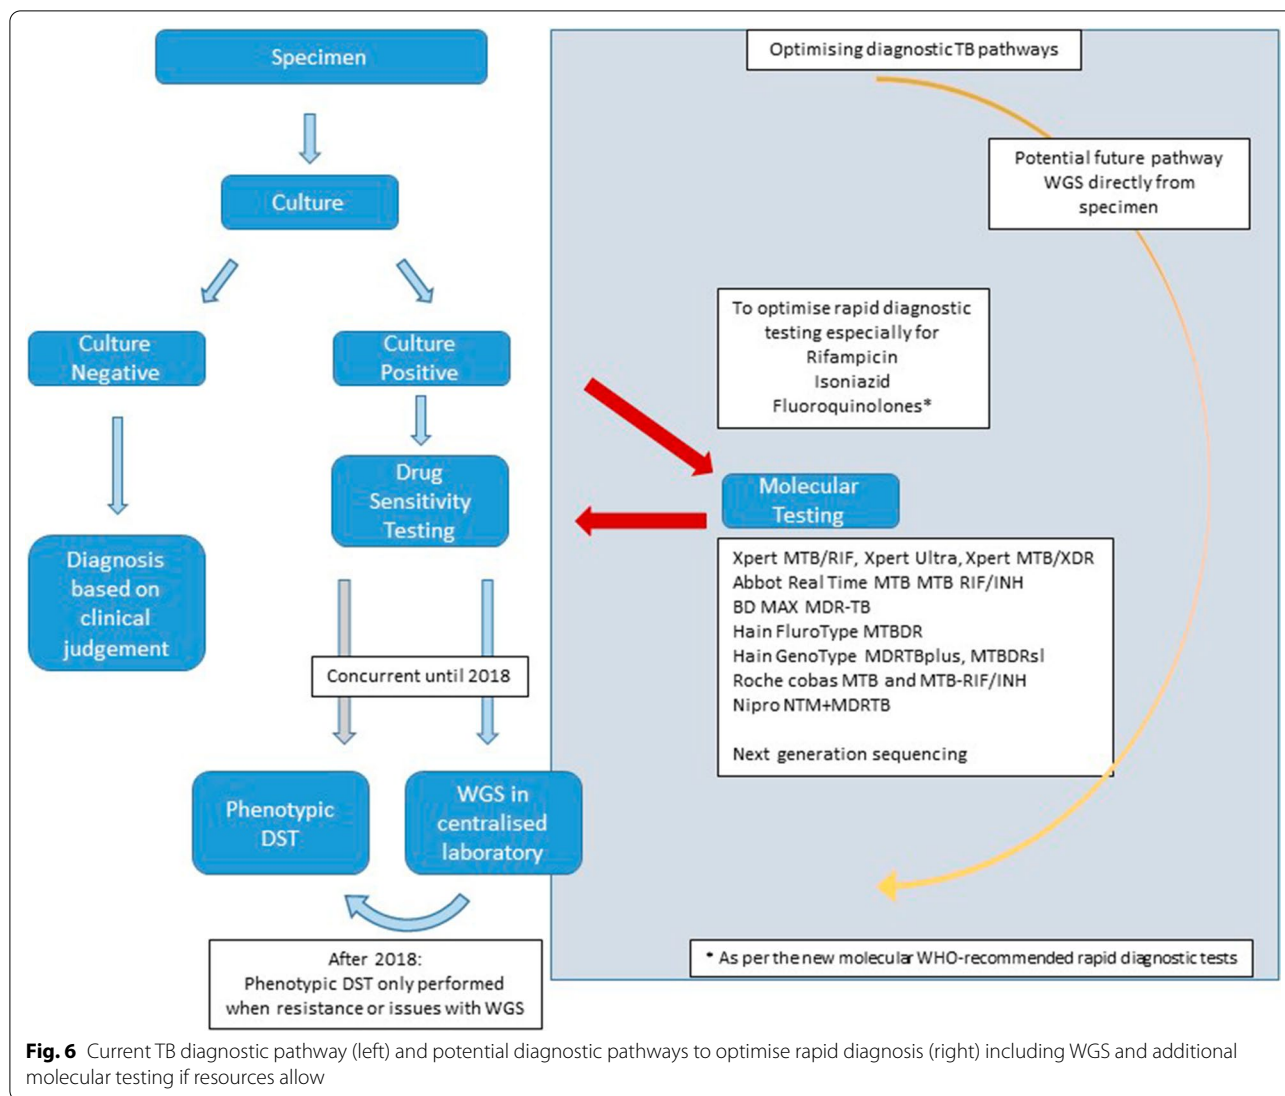 Specimen
Culture
Culture
Negative
Culture
Positive
Drug
Sensitivity
Testing
Diagnosis
based on
clinical
judgement
Concurrent until 2018
Phenotypic
DST
WGS in
centralised
laboratory
After 2018:
Phenotypic DST only performed
when resistance or issues with WGS
Optimising diagnostic TB pathways
Potential future pathway
WGS directly from
specimen
To optimise rapid diagnostic
testing especially for
Rifampicin
Isoniazid
Fluoroquinolones*
Molecular
Testing
Xpert MTB/RIF, Xpert Ultra, Xpert MTB/XDR
Abbot Real Time MTB MTB RIF/INH
BD MAX MDR-TB
Hain FluroType MTBDR
Hain GenoType MDRTBplus, MTBDRsl
Roche cobas MTB and MTB-RIF/INH
Nipro NTM+MDRTB
Next generation sequencing
* As per the new molecular WHO-recommended rapid diagnostic tests
Fig. 6 Current TB diagnostic pathway (left) and potential diagnostic pathways to optimise rapid diagnosis (right) including WGS and additional
molecular testing if resources allow